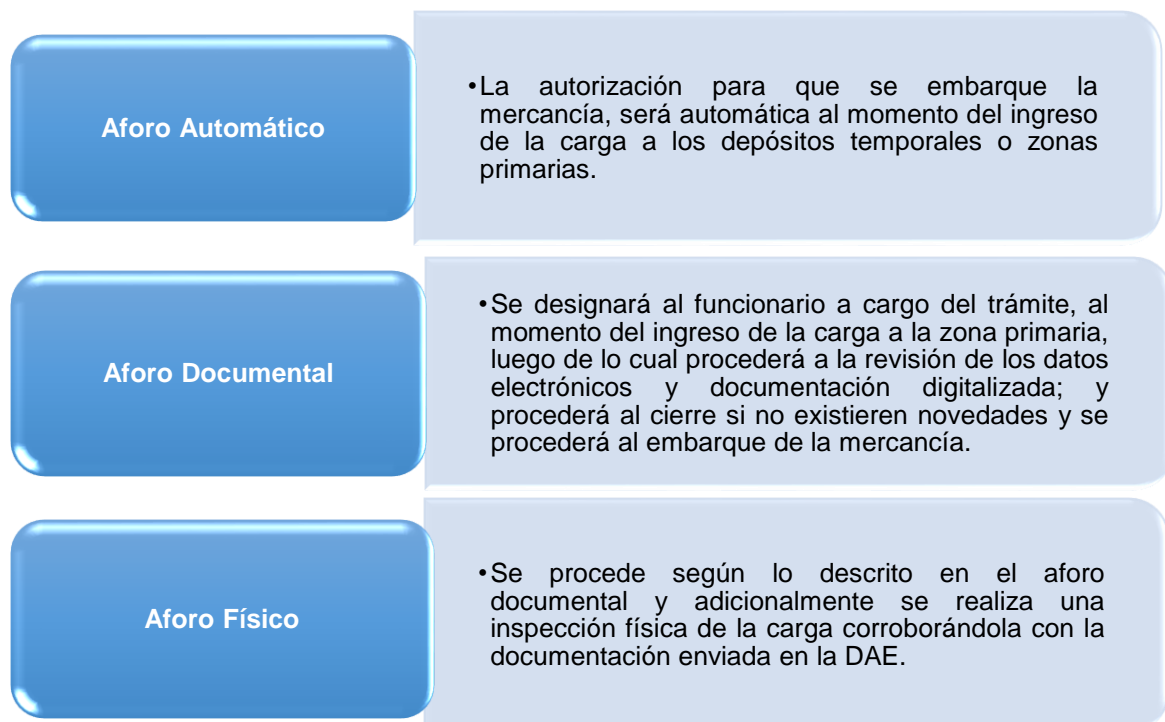 Aforo Automático
•La autorización para que se embarque la
mercancía, será automática al momento del ingreso
de la carga a los depósitos temporales o zonas
primarias.
Aforo Documental
•Se designará al funcionario a cargo del trámite, al
momento del ingreso de la carga a la zona primaria,
luego de lo cual procederá a la revisión de los datos
electrónicos y documentación digitalizada; y
procederá al cierre si no existieren novedades y se
procederá al embarque de la mercancía.
Aforo Físico
•Se procede según lo descrito en el aforo
documental y adicionalmente se realiza una
inspección física de la carga corroborándola con la
documentación enviada en la DAE.